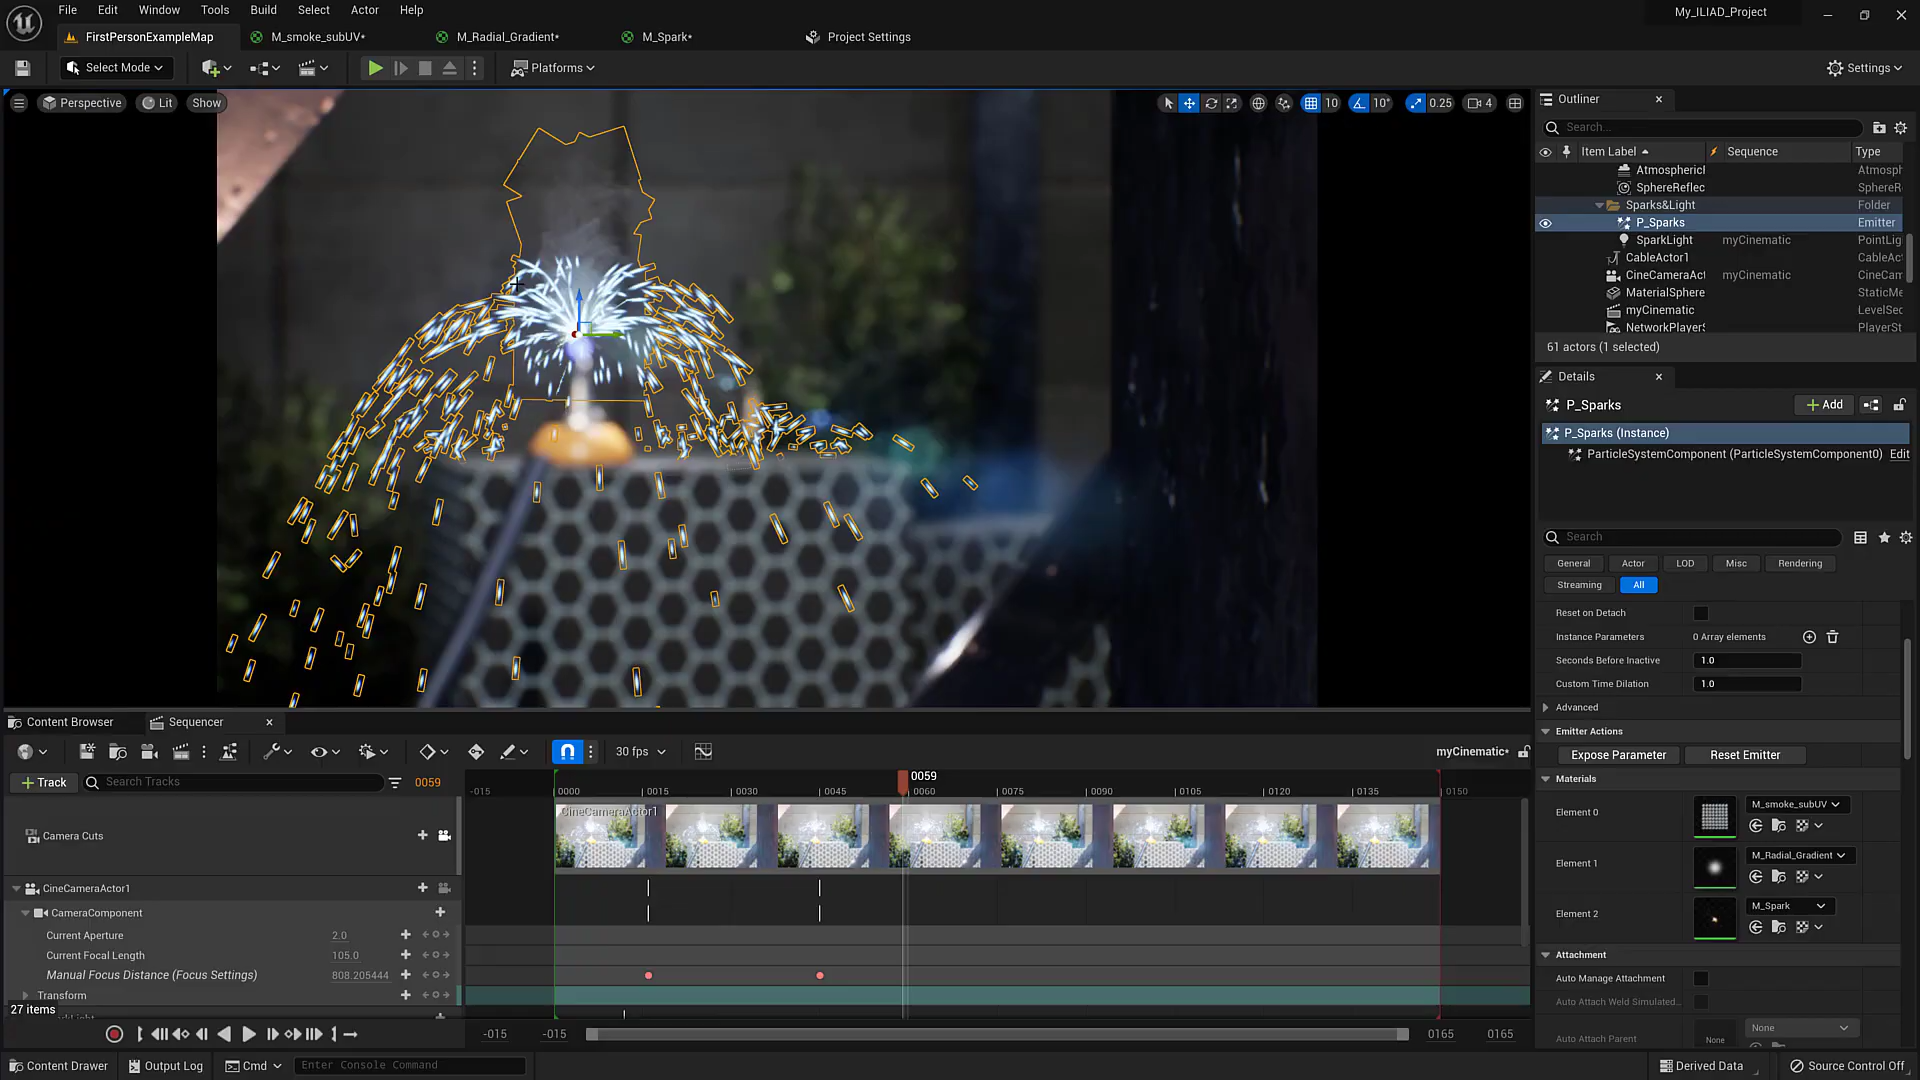 File Edit Window Tools Build Select Actor Help
My_ILIAD_Project
FirstPersonExampleMap
M_smoke_subUV*
M_Radial_Gradient*
M_Spark*
Project Settings
Select Mode
Platforms
Settings
Perspective
Lit
Show
10
10°
0.25
4
Outliner
Search...
Item Label
Sequence
Type
Atmospheric
Atmosph
SphereReflec
SphereR
Sparks&Light
Folder
P_Sparks
Emitter
SparkLight
myCinematic
PointLig
CableActor1
CableAc
CineCameraAct
myCinematic
CineCam
MaterialSphere
StaticMe
myCinematic
LevelSec
NetworkPlayerS
PlayerSt
61 actors (1 selected)
Details
P_Sparks
Add
P_Sparks (Instance)
ParticleSystemComponent (ParticleSystemComponent0)
Edit
Search
General
Actor
LOD
Misc
Rendering
Streaming
All
Reset on Detach
Instance Parameters
0 Array elements
Seconds Before Inactive
1.0
Custom Time Dilation
1.0
Advanced
Emitter Actions
Expose Parameter
Reset Emitter
Materials
Element 0
M_smoke_subUV
Element 1
M_Radial_Gradient
Element 2
M_Spark
Attachment
Auto Manage Attachment
Auto Attach Weld Simulated...
Auto Attach Parent
None
None
Content Browser
Sequencer
30 fps
myCinematic*
Track
Search Tracks
0059
0059
-015
0000
0015
0030
0045
0060
0075
0090
0105
0120
0135
0150
CineCameraActor1
Camera Cuts
CineCameraActor1
CameraComponent
Current Aperture
2.0
Current Focal Length
105.0
Manual Focus Distance (Focus Settings)
808.205444
Transform
27 items
-015
-015
0165
0165
Content Drawer
Output Log
Cmd
Enter Console Command
Derived Data
Source Control Off